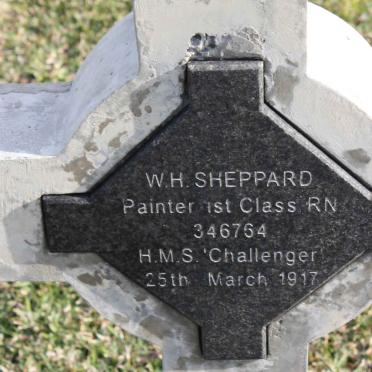 W.H. SHEPPARD
Painter 1st Class RN
346764
H.M.S. 'Challenger'
25th March 1917